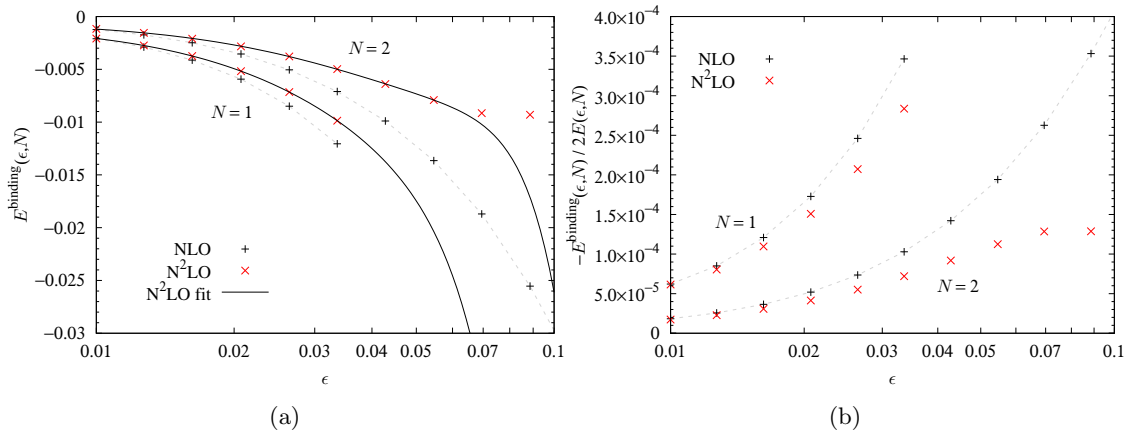 0
−0.005
−0.01
−0.015
−0.02
−0.025
−0.03
0.01
0.02
0.03
0.05
0.07
0.1
E^binding(ϵ,N)
ϵ
N = 2
N = 1
NLO
N²LO
N²LO fit
(a)
4.0×10⁻⁴
3.5×10⁻⁴
3.0×10⁻⁴
2.5×10⁻⁴
2.0×10⁻⁴
1.5×10⁻⁴
1.0×10⁻⁴
5.0×10⁻⁵
0
0.01
0.02
0.03
0.05
0.07
0.1
−E^binding(ϵ,N) / 2E(ϵ,N)
ϵ
NLO
N²LO
N = 1
N = 2
(b)